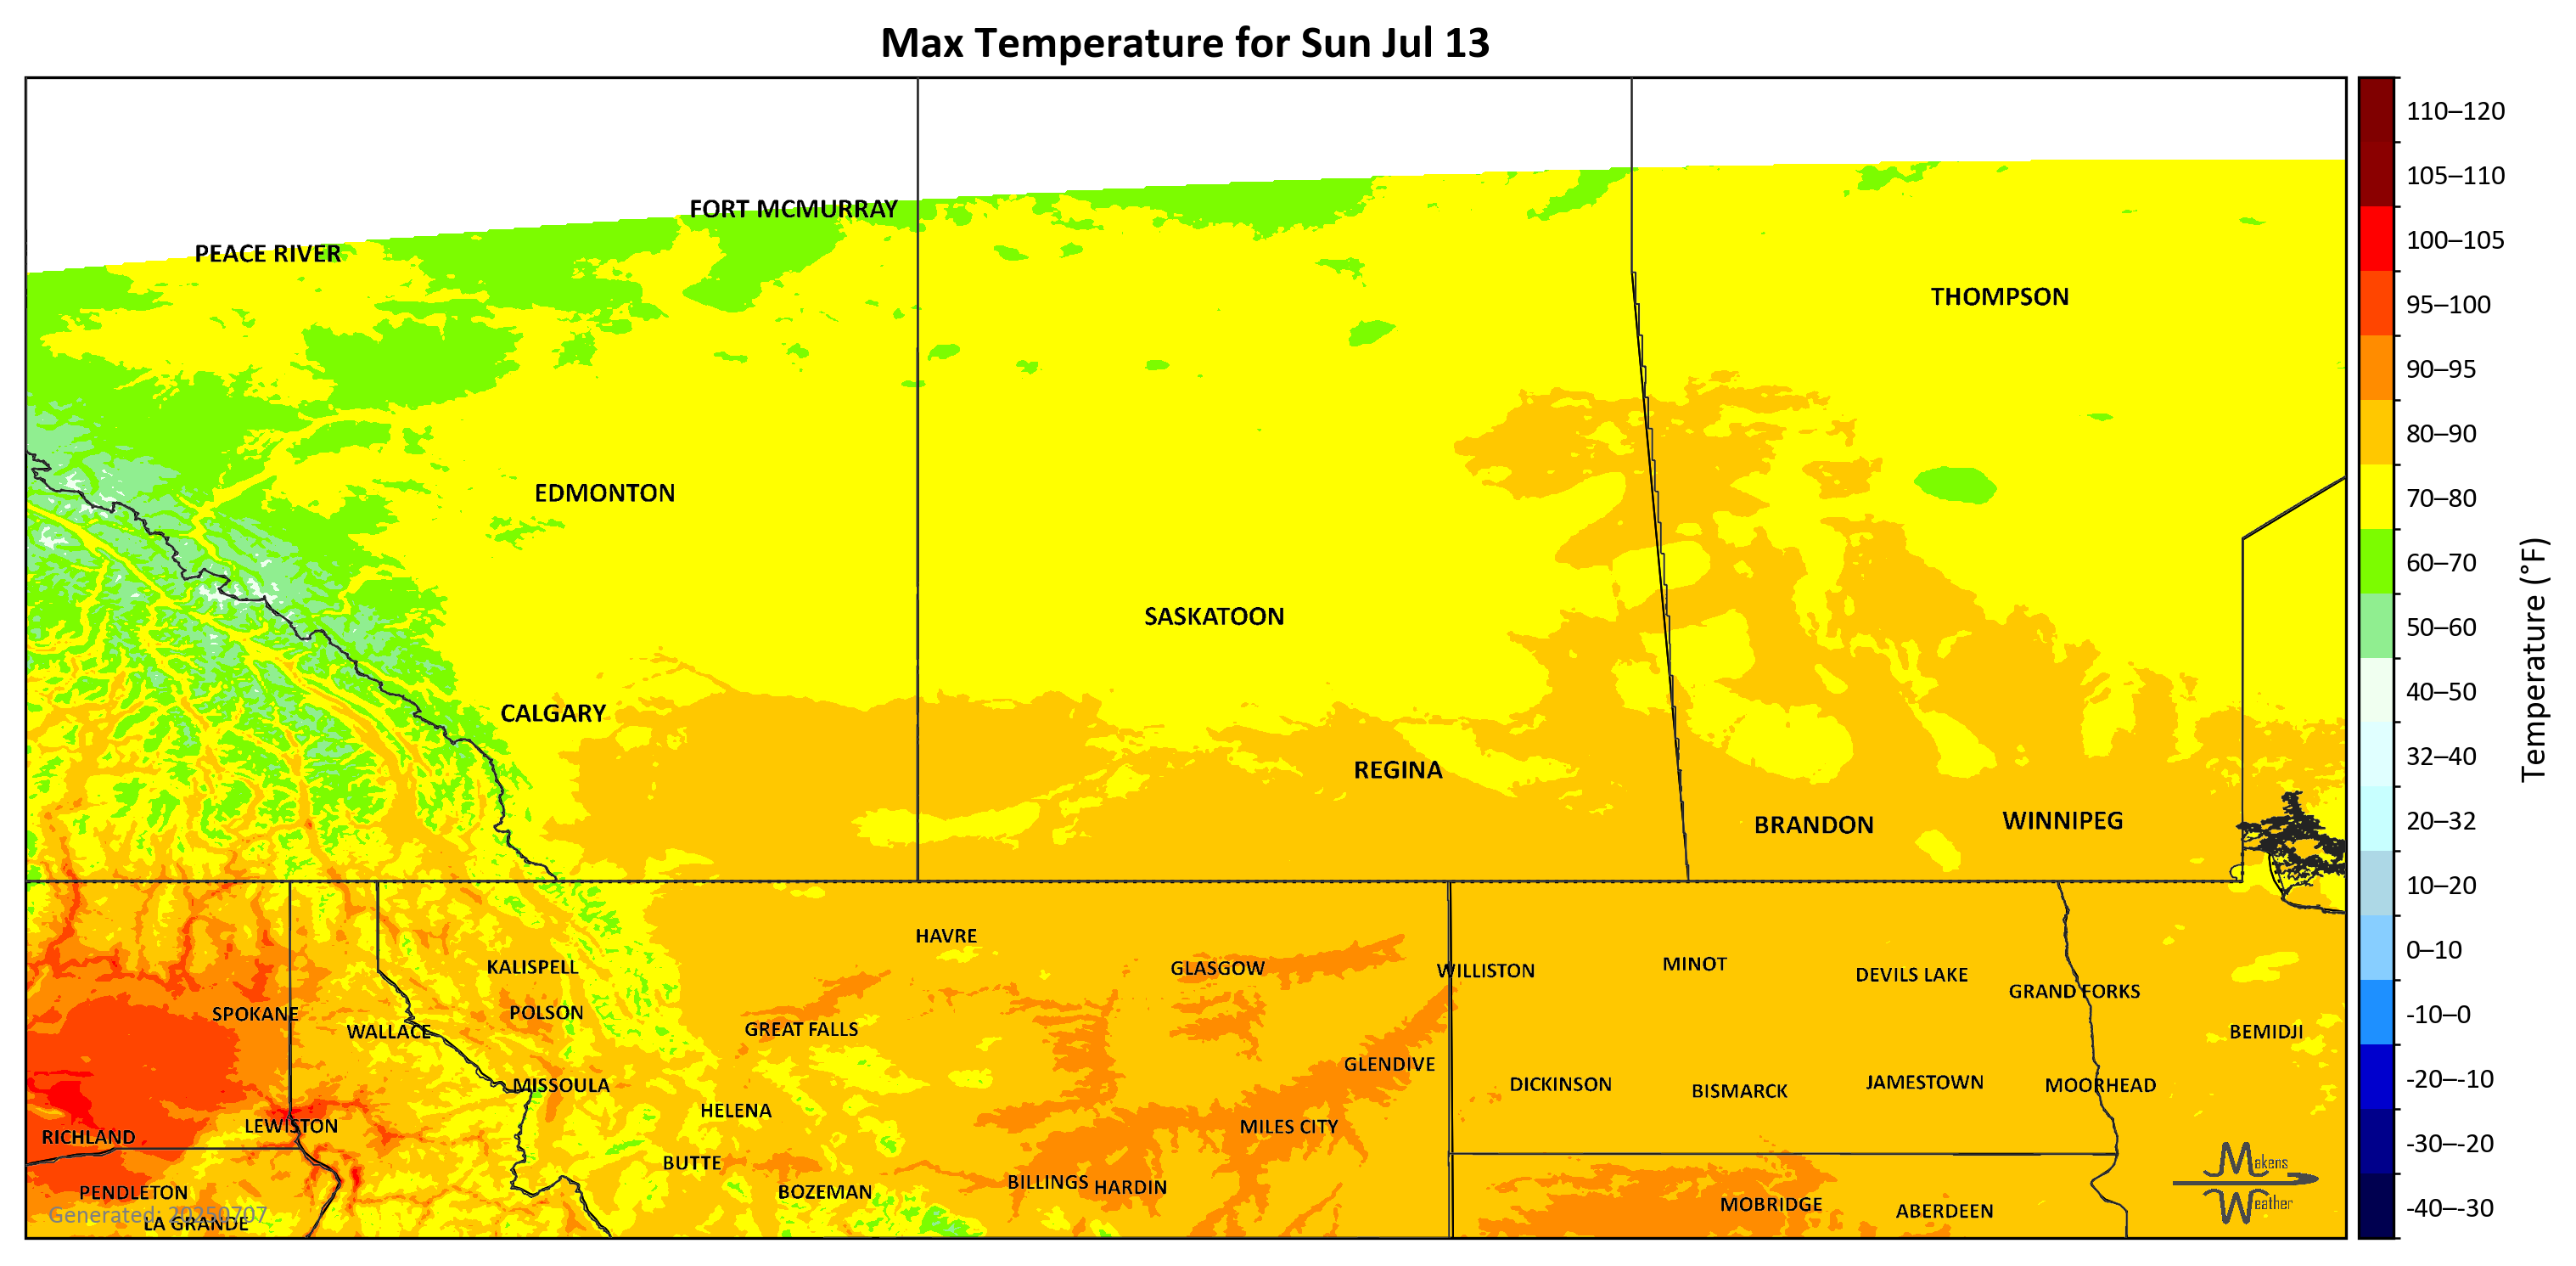 Max Temperature for Sun Jul 13
110–120
105–110
100–105
95–100
90–95
80–90
70–80
60–70
50–60
40–50
32–40
20–32
10–20
0–10
-10–0
-20–-10
-30–-20
-40–-30
Temperature (°F)
FORT MCMURRAY
PEACE RIVER
THOMPSON
EDMONTON
SASKATOON
CALGARY
REGINA
BRANDON
WINNIPEG
HAVRE
KALISPELL
GLASGOW
WILLISTON
MINOT
DEVILS LAKE
GRAND FORKS
SPOKANE
POLSON
WALLACE
GREAT FALLS
BEMIDJI
GLENDIVE
MISSOULA
DICKINSON
BISMARCK
JAMESTOWN
MOORHEAD
HELENA
LEWISTON
MILES CITY
RICHLAND
BUTTE
BILLINGS
HARDIN
PENDLETON
BOZEMAN
MOBRIDGE
ABERDEEN
LA GRANDE
Generated: 20250707
Makens
Weather